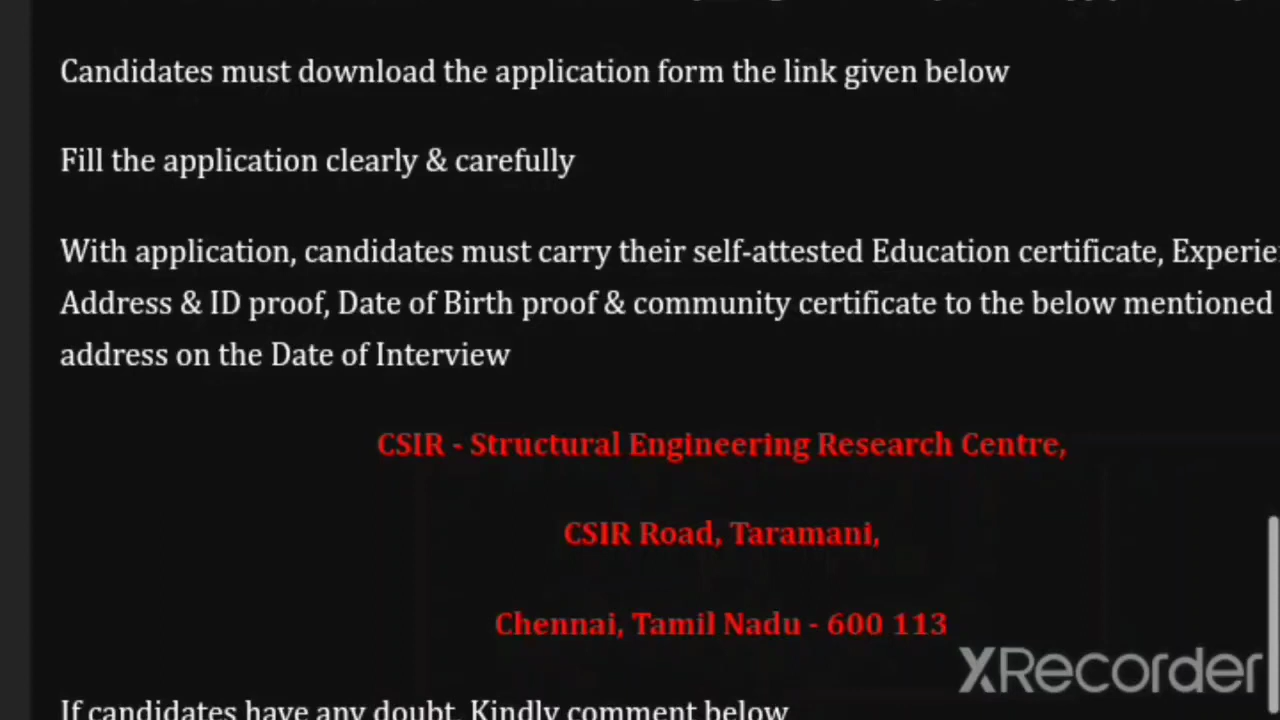 Candidates must download the application form the link given below
Fill the application clearly & carefully
With application, candidates must carry their self-attested Education certificate,
Address & ID proof, Date of Birth proof & community certificate to the below mentioned
address on the Date of Interview
CSIR - Structural Engineering Research Centre,
CSIR Road, Taramani,
Chennai, Tamil Nadu - 600 113
XRecorder
If candidates have any doubt, Kindly comment below